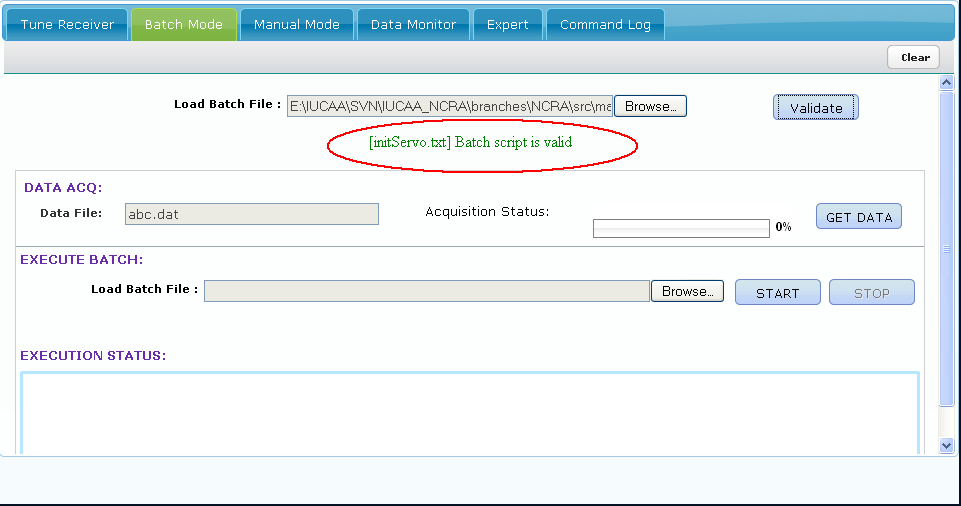 Tune Receiver Batch Mode Manual Mode Data Monitor Expert Command Log
Clear
Load Batch File : E:\IUCAA\SVN\IUCAA_NCRA\branches\NCRA\src\ma Browse... Validate
[initServo.txt] Batch script is valid
DATA ACQ:
Data File: abc.dat Acquisition Status: 0% GET DATA
EXECUTE BATCH:
Load Batch File : Browse... START STOP
EXECUTION STATUS: